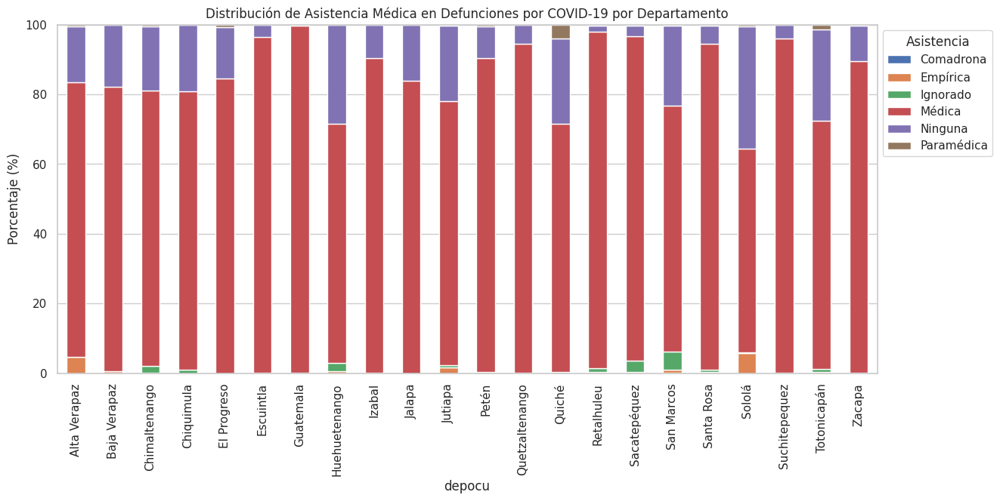 Distribución de Asistencia Médica en Defunciones por COVID-19 por Departamento
Porcentaje (%)
100
80
60
40
20
0
Asistencia
Comadrona
Empírica
Ignorado
Médica
Ninguna
Paramédica
Alta Verapaz
Baja Verapaz
Chimaltenango
Chiquimula
El Progreso
Escuintla
Guatemala
Huehuetenango
Izabal
Jalapa
Jutiapa
Petén
Quetzaltenango
Quiché
Retalhuleu
Sacatepéquez
San Marcos
Santa Rosa
Sololá
Suchitepequez
Totonicapán
Zacapa
depocu